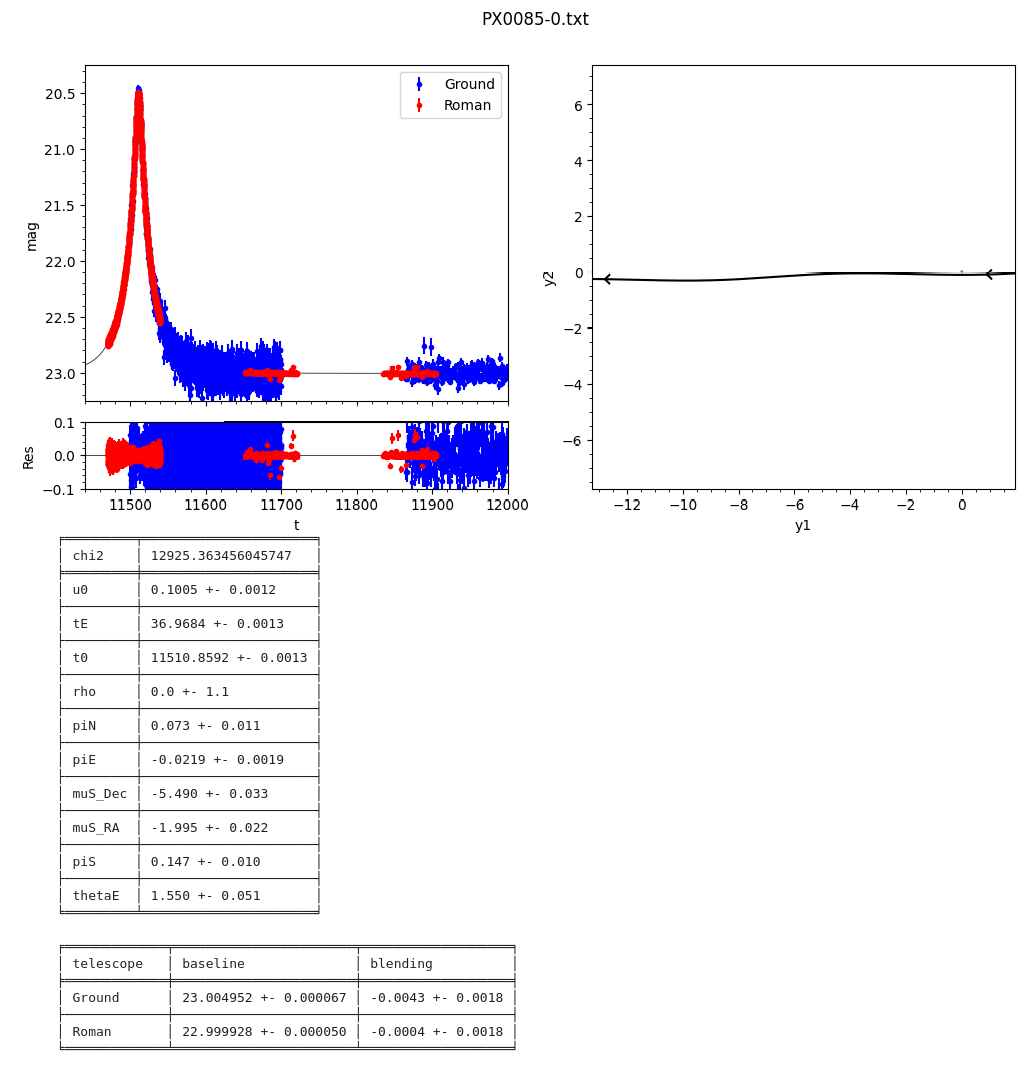 PX0085-0.txt
20.5
21.0
21.5
22.0
22.5
23.0
mag
Ground
Roman
0.1
0.0
−0.1
Res
11500 11600 11700 11800 11900 12000
t
6
4
2
0
−2
−4
−6
y2
−12 −10 −8 −6 −4 −2 0
y1
chi2 12925.363456045747
u0 0.1005 +- 0.0012
tE 36.9684 +- 0.0013
t0 11510.8592 +- 0.0013
rho 0.0 +- 1.1
piN 0.073 +- 0.011
piE -0.0219 +- 0.0019
muS_Dec -5.490 +- 0.033
muS_RA -1.995 +- 0.022
piS 0.147 +- 0.010
thetaE 1.550 +- 0.051
telescope baseline blending
Ground 23.004952 +- 0.000067 -0.0043 +- 0.0018
Roman 22.999928 +- 0.000050 -0.0004 +- 0.0018